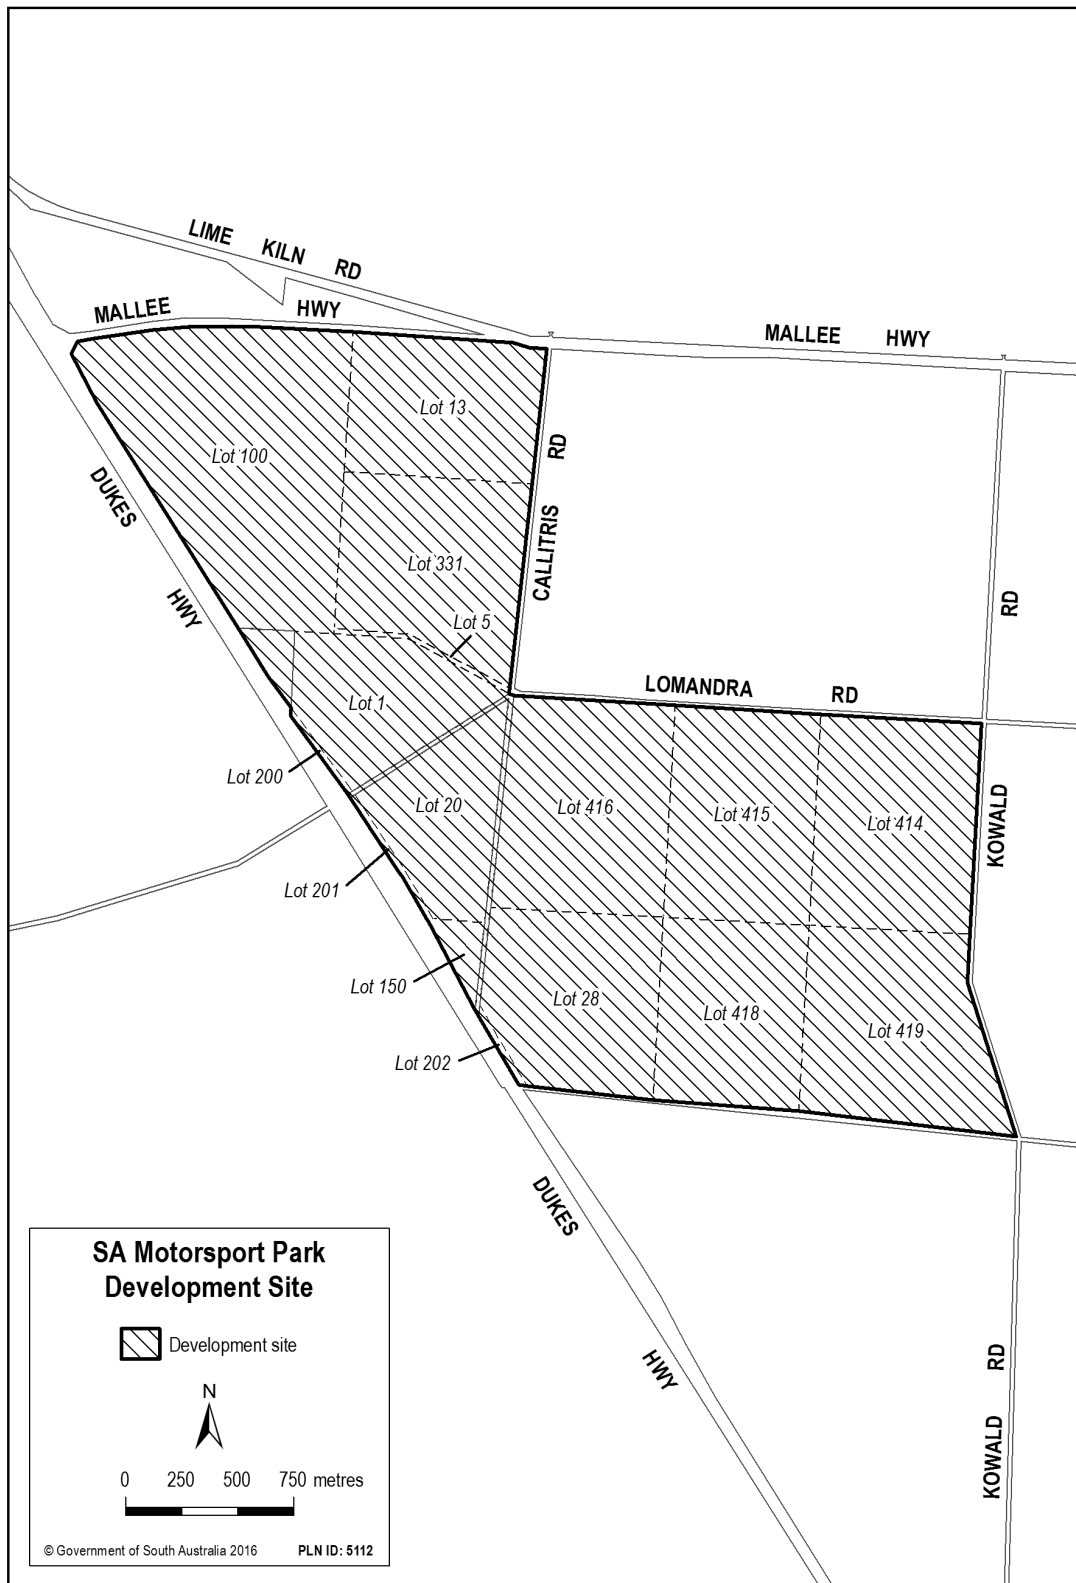 LIME KILN RD
MALLEE HWY
MALLEE HWY
Lot 13
RD
Lot 100
DUKES
CALLITRIS
Lot 331
HWY
RD
Lot 5
LOMANDRA RD
Lot 1
Lot 200
Lot 20
Lot 416
Lot 415
Lot 414
KOWALD
Lot 201
Lot 150
Lot 28
Lot 418
Lot 419
Lot 202
DUKES
HWY
RD
KOWALD
SA Motorsport Park
Development Site
Development site
N
0 250 500 750 metres
© Government of South Australia 2016 PLN ID: 5112